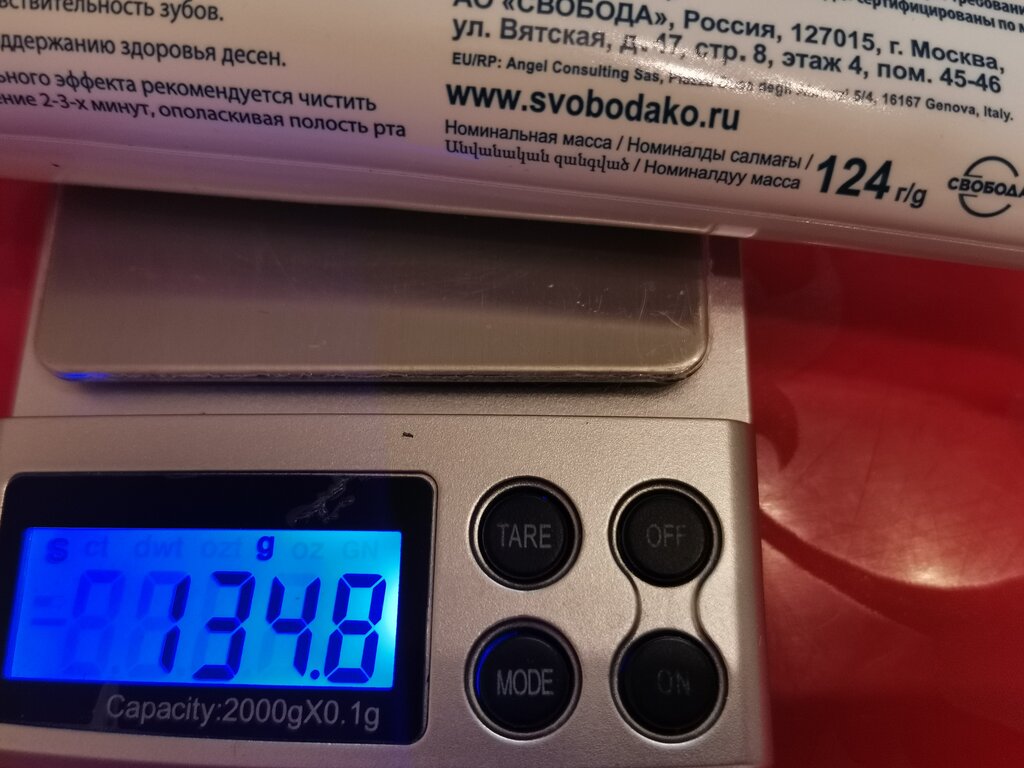 вствительность зубов.
ддержанию здоровья десен.
ьного эффекта рекомендуется чистить
ение 2-3-х минут, ополаскивая полость рта
сертифицированы по
АО «СВОБОДА», Россия, 127015, г. Москва,
ул. Вятская, д. 47, стр. 8, этаж 4, пом. 45-46
EU/RP: Angel Consulting Sas, 5/4, 16167 Genova, Italy.
www.svobodako.ru
Номинальная масса / Номиналды салмағы /
Անվանական զանգված / Номиналдуу масса
124 г/g
СВОБОДА
S ct dwt ozt g oz GN
134.8
Capacity:2000gX0.1g
TARE
OFF
MODE
ON